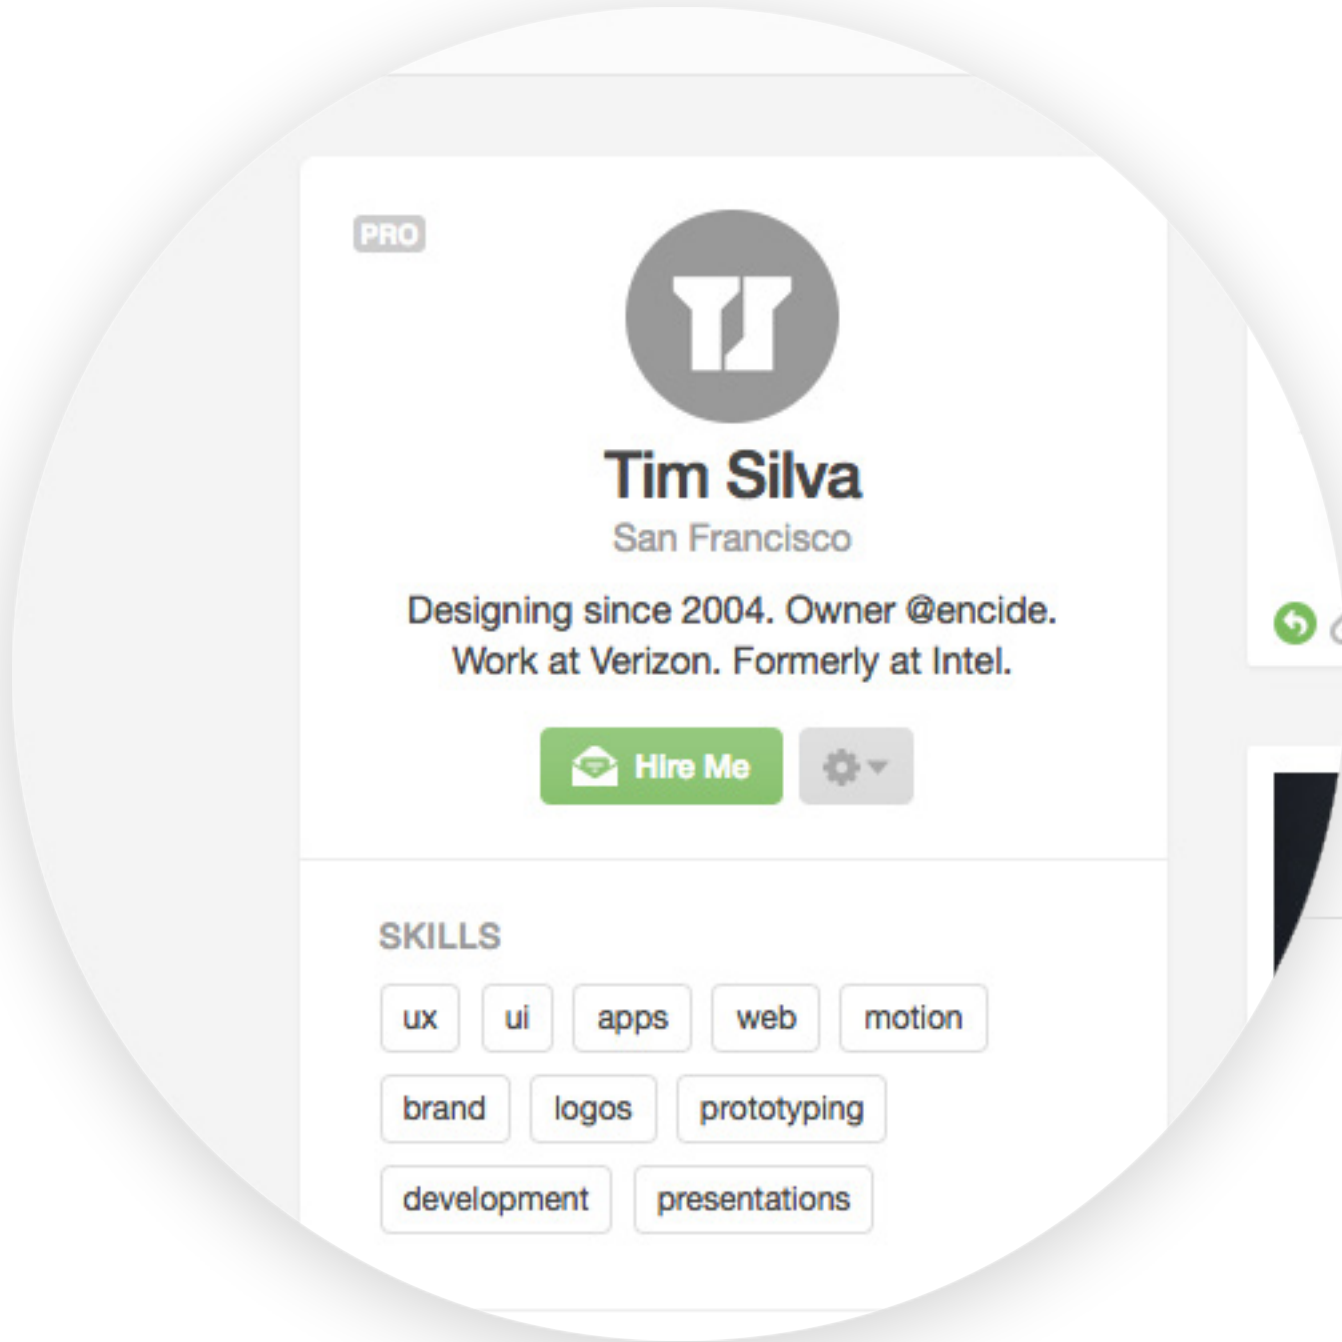 PRO
Tim Silva
San Francisco
Designing since 2004. Owner @encide.
Work at Verizon. Formerly at Intel.
Hire Me
SKILLS
ux ui apps web motion
brand logos prototyping
development presentations